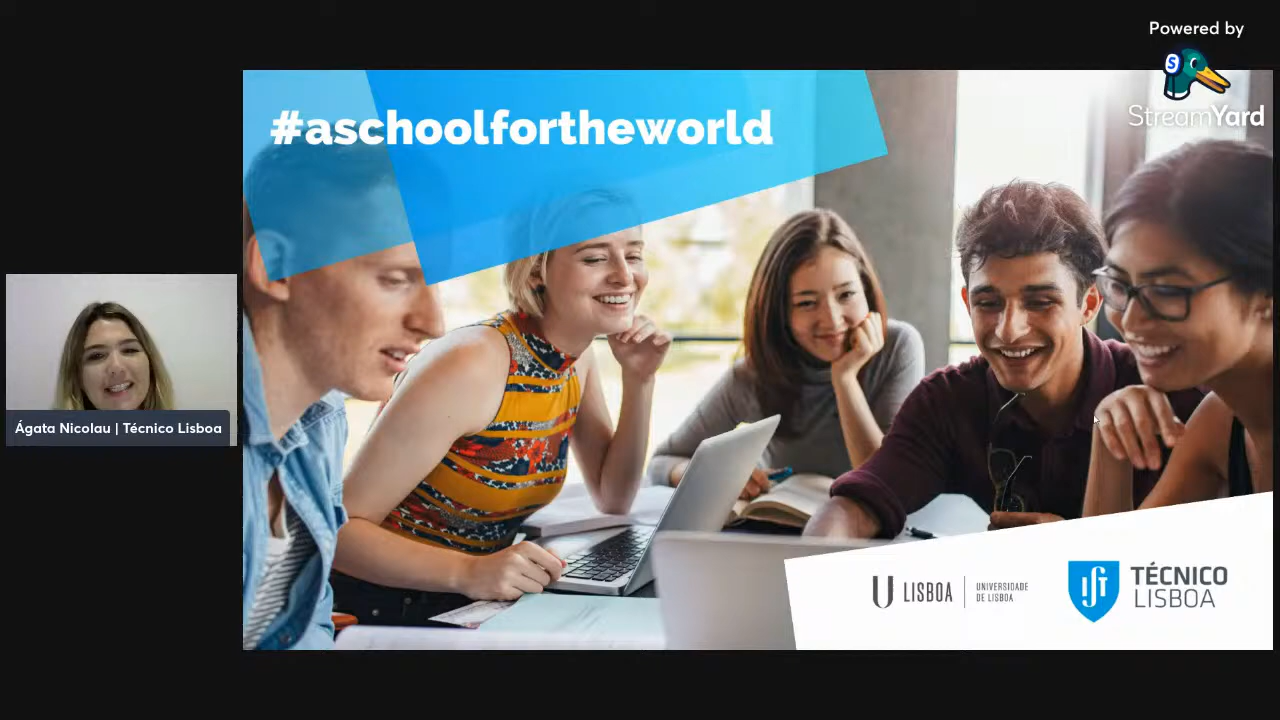 Powered by
S
StreamYard
#aschoolfortheworld
Ágata Nicolau | Técnico Lisboa
U LISBOA | UNIVERSIDADE
DE LISBOA
TÉCNICO
LISBOA